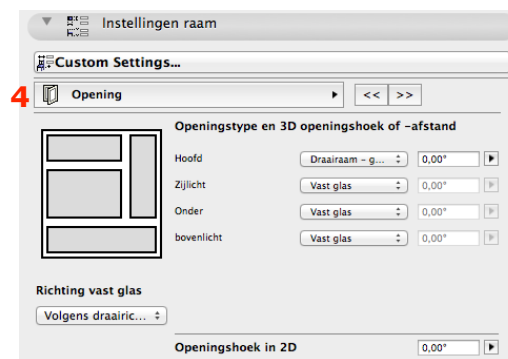 Instellingen raam
Custom Settings...
4 Opening << >>
Openingstype en 3D openingshoek of -afstand
Hoofd Draairaam - g... 0,00°
Zijlicht Vast glas 0,00°
Onder Vast glas 0,00°
bovenlicht Vast glas 0,00°
Richting vast glas
Volgens draairic...
Openingshoek in 2D 0,00°